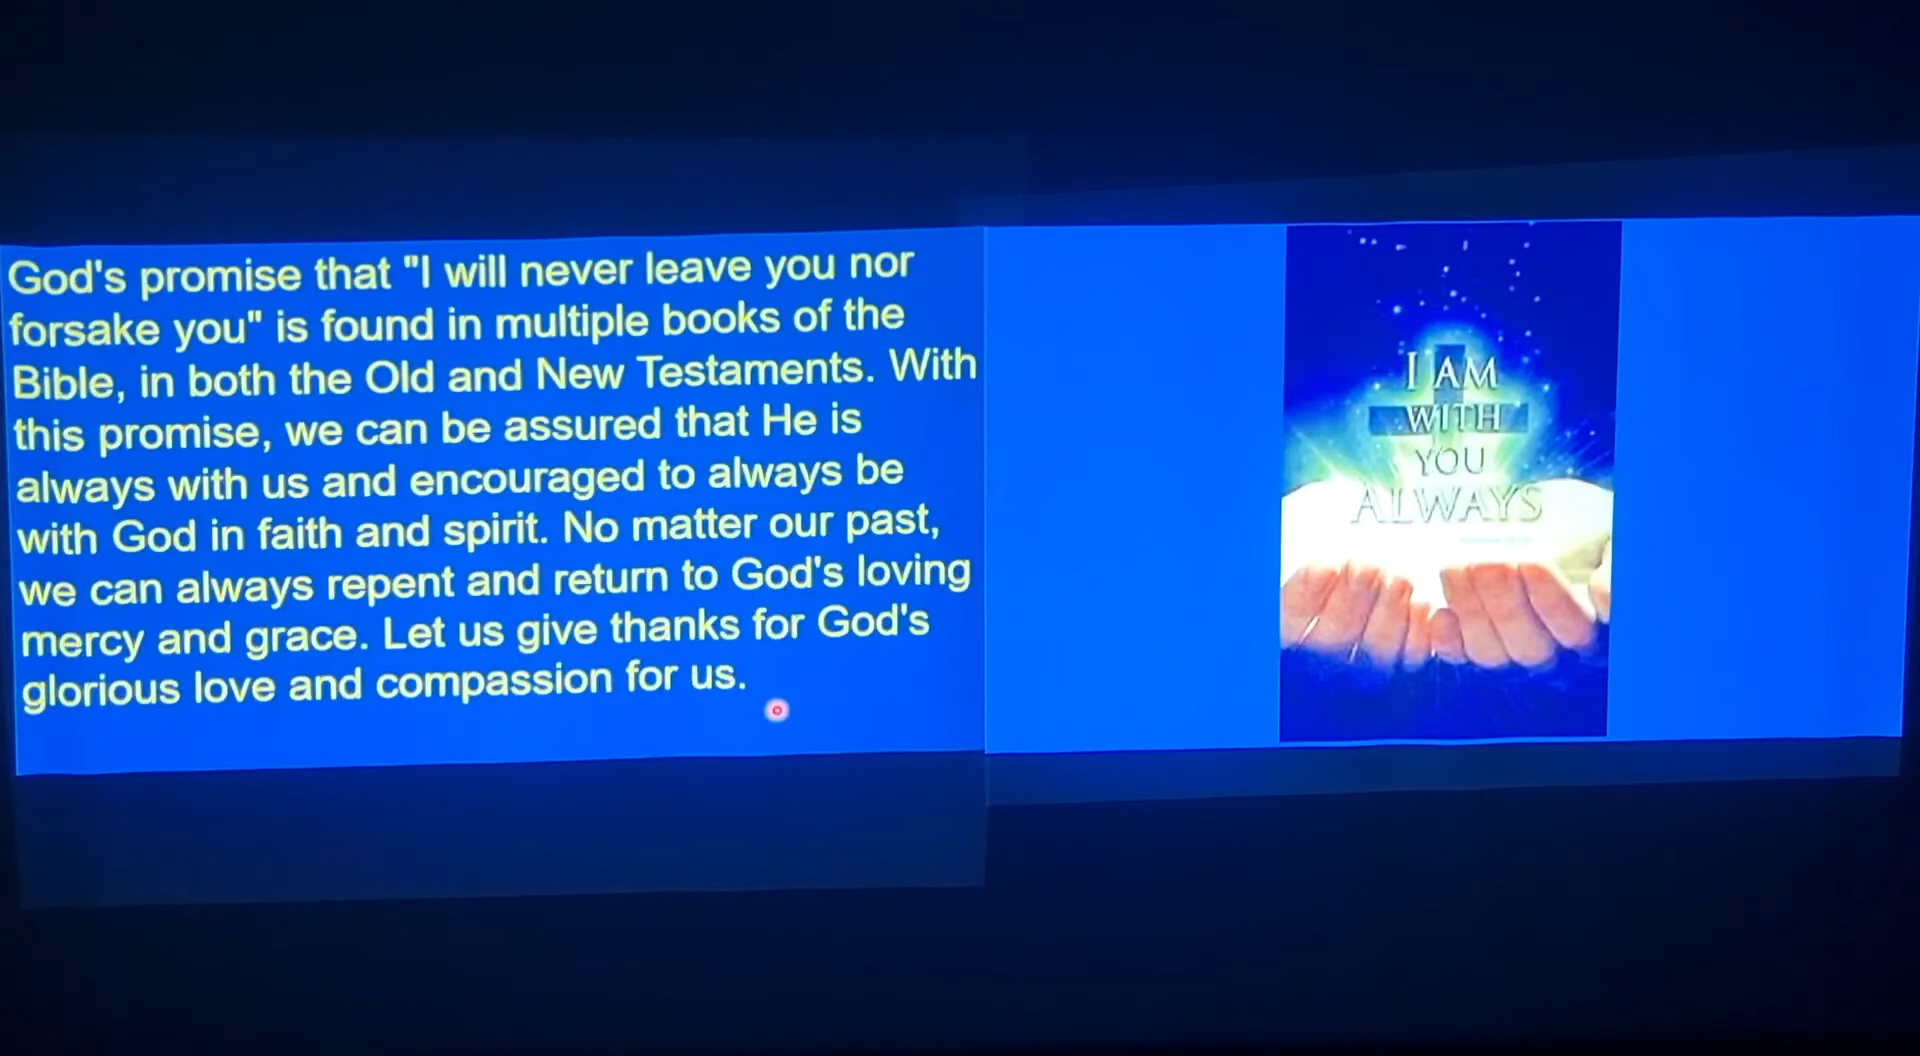 God's promise that "I will never leave you nor
forsake you" is found in multiple books of the
Bible, in both the Old and New Testaments. With
this promise, we can be assured that He is
always with us and encouraged to always be
with God in faith and spirit. No matter our past,
we can always repent and return to God's loving
mercy and grace. Let us give thanks for God's
glorious love and compassion for us.
I AM
WITH
YOU
ALWAYS